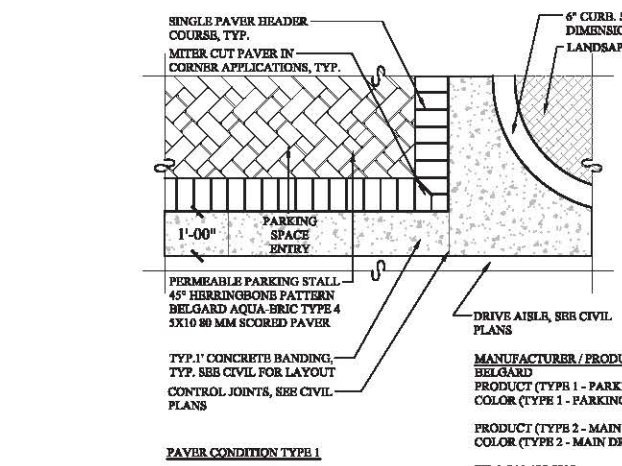 SINGLE PAVER HEADER
COURSE, TYP.
MITER CUT PAVER IN
CORNER APPLICATIONS, TYP.
6" CURB.
DIMENSIO
LANDSAP
1'-00"
PARKING
SPACE
ENTRY
PERMEABLE PARKING STALL
45° HERRINGBONE PATTERN
BELGARD AQUA-BRIC TYPE 4
5X10 80 MM SCORED PAVER
TYP.1' CONCRETE BANDING,
TYP. SEE CIVIL FOR LAYOUT
CONTROL JOINTS, SEE CIVIL
PLANS
DRIVE AISLE, SEE CIVIL
PLANS
MANUFACTURER / PRODU
BELGARD
PRODUCT (TYPE 1 - PARK
COLOR (TYPE 1 - PARKING
PRODUCT (TYPE 2 - MAIN
COLOR (TYPE 2 - MAIN DR
PAVER CONDITION TYPE 1